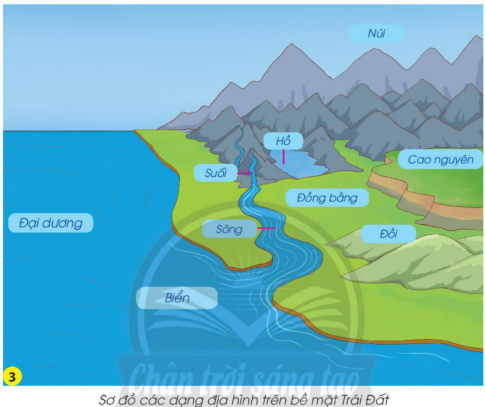 Núi
Hồ
Cao nguyên
Suối
Đồng bằng
Đại dương
Sông
Đồi
Biển
Chân trời sáng tạo
3
Sơ đồ các dạng địa hình trên bề mặt Trái Đất